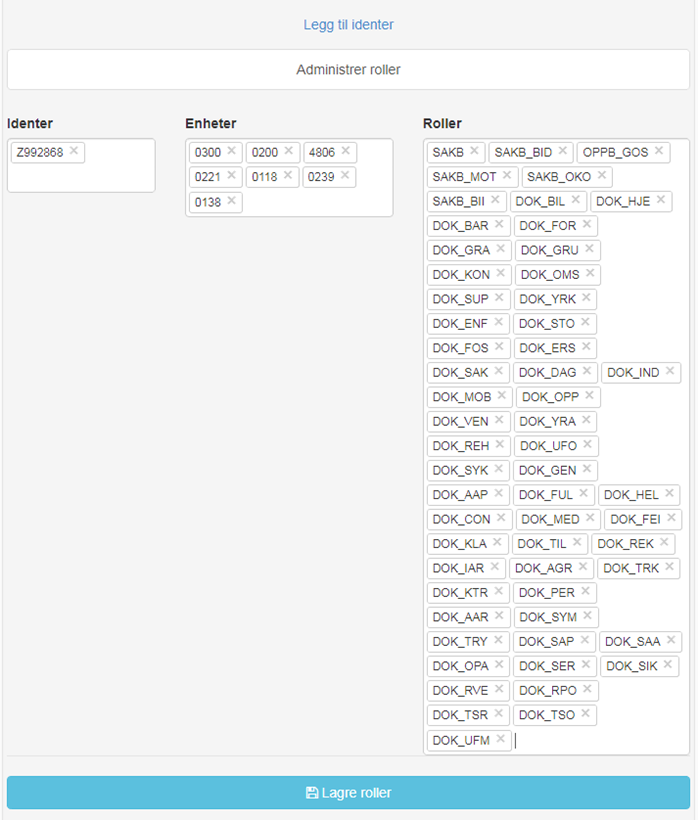 Legg til identer
Administrer roller
Identer
Z992868 ×
Enheter
0300 × 0200 × 4806 ×
0221 × 0118 × 0239 ×
0138 ×
Roller
SAKB × SAKB_BID × OPPB_GOS ×
SAKB_MOT × SAKB_OKO ×
SAKB_BII × DOK_BIL × DOK_HJE ×
DOK_BAR × DOK_FOR ×
DOK_GRA × DOK_GRU ×
DOK_KON × DOK_OMS ×
DOK_SUP × DOK_YRK ×
DOK_ENF × DOK_STO ×
DOK_FOS × DOK_ERS ×
DOK_SAK × DOK_DAG × DOK_IND ×
DOK_MOB × DOK_OPP ×
DOK_VEN × DOK_YRA ×
DOK_REH × DOK_UFO ×
DOK_SYK × DOK_GEN ×
DOK_AAP × DOK_FUL × DOK_HEL ×
DOK_CON × DOK_MED × DOK_FEI ×
DOK_KLA × DOK_TIL × DOK_REK ×
DOK_IAR × DOK_AGR × DOK_TRK ×
DOK_KTR × DOK_PER ×
DOK_AAR × DOK_SYM ×
DOK_TRY × DOK_SAP × DOK_SAA ×
DOK_OPA × DOK_SER × DOK_SIK ×
DOK_RVE × DOK_RPO ×
DOK_TSR × DOK_TSO ×
DOK_UFM ×
Lagre roller